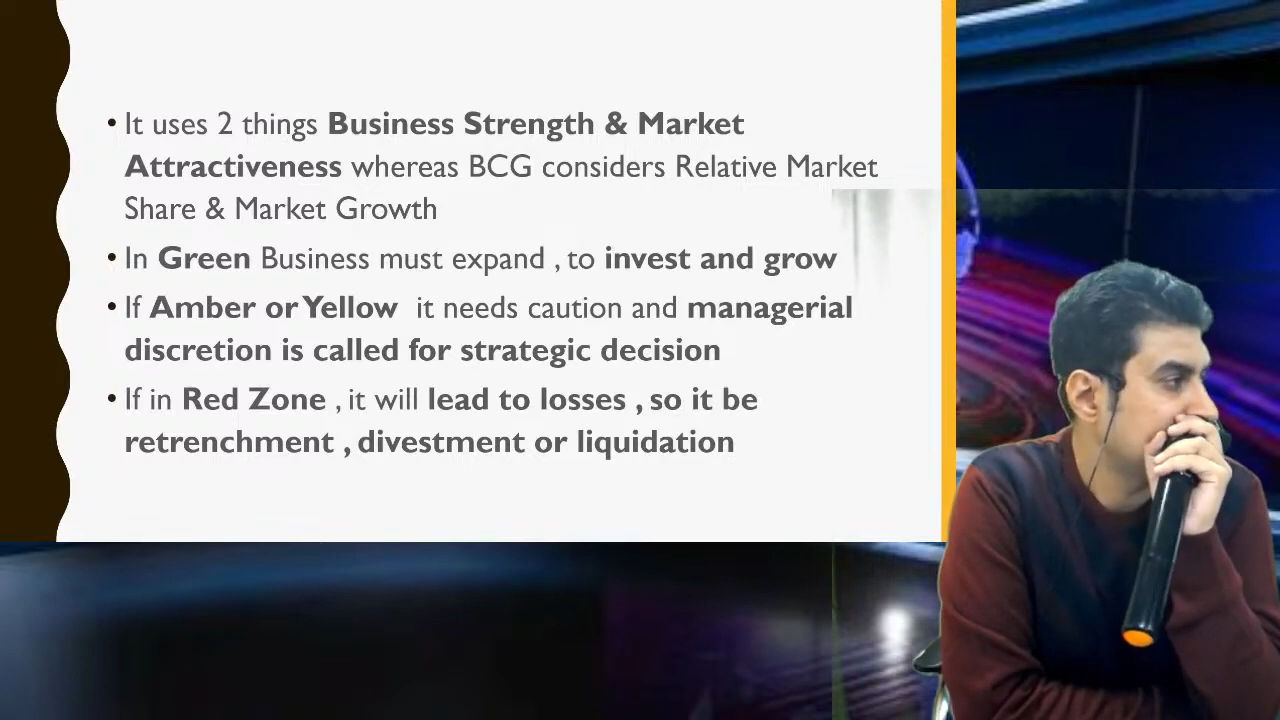 • It uses 2 things Business Strength & Market
Attractiveness whereas BCG considers Relative Market
Share & Market Growth
• In Green Business must expand , to invest and grow
• If Amber or Yellow it needs caution and managerial
discretion is called for strategic decision
• If in Red Zone , it will lead to losses , so it be
retrenchment , divestment or liquidation